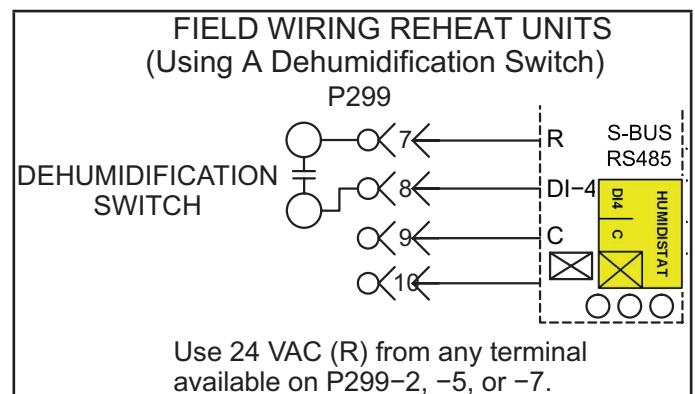 FIELD WIRING REHEAT UNITS
(Using A Dehumidification Switch)
P299
7
R
S-BUS
RS485
DEHUMIDIFICATION
SWITCH
8
DI-4
DI4
C
HUMIDISTAT
9
C
10
Use 24 VAC (R) from any terminal
available on P299-2, -5, or -7.